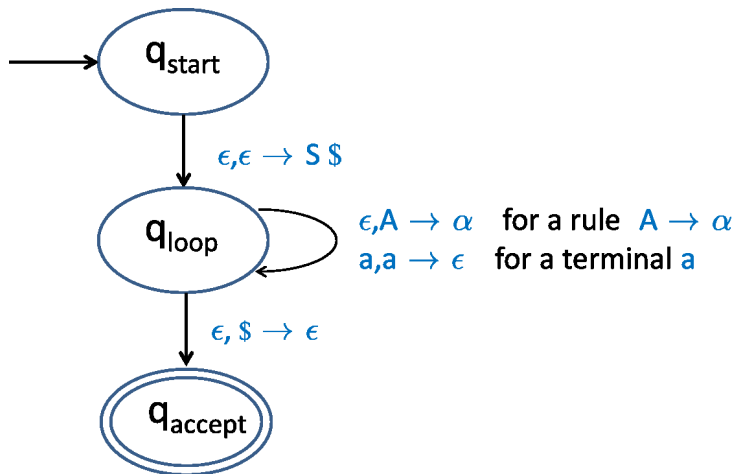 qstart
ϵ,ϵ → S $
qloop
ϵ,A → α for a rule A → α
a,a → ϵ for a terminal a
ϵ, $ → ϵ
qaccept